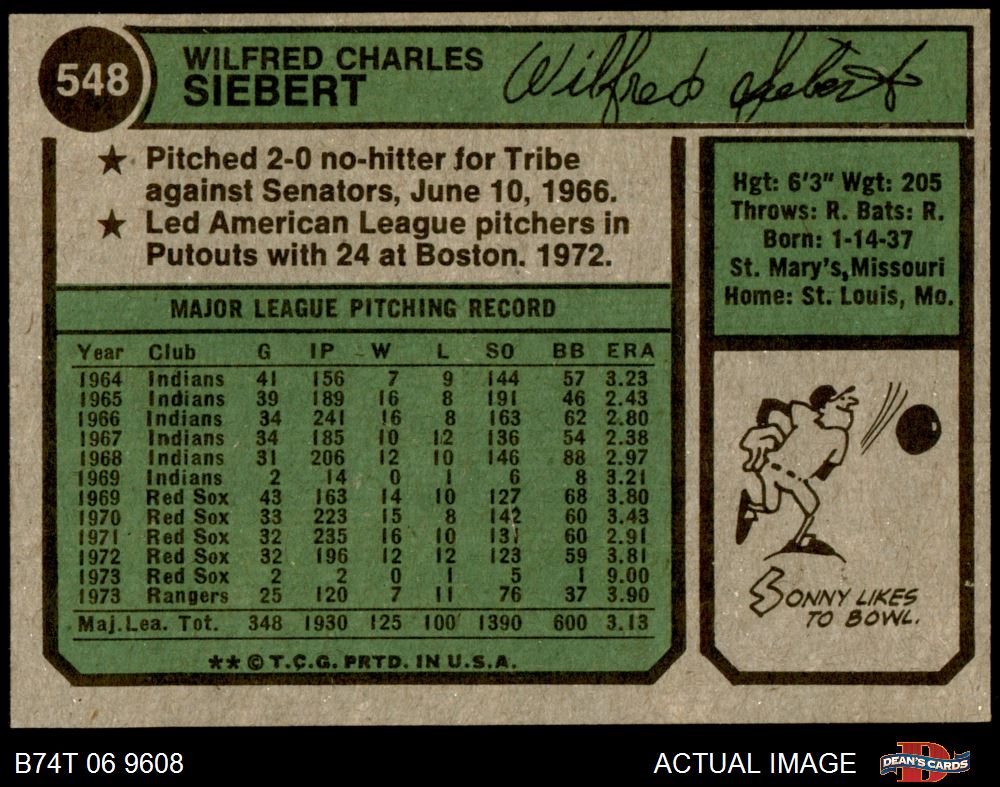 548
WILFRED CHARLES
SIEBERT
Wilfred Siebert
★ Pitched 2-0 no-hitter for Tribe
against Senators, June 10, 1966.
★ Led American League pitchers in
Putouts with 24 at Boston. 1972.
Hgt: 6'3" Wgt: 205
Throws: R. Bats: R.
Born: 1-14-37
St. Mary's, Missouri
Home: St. Louis, Mo.
MAJOR LEAGUE PITCHING RECORD
Year Club G IP W L SO BB ERA
1964 Indians 41 156 7 9 144 57 3.23
1965 Indians 39 189 16 8 191 46 2.43
1966 Indians 34 241 16 8 163 62 2.80
1967 Indians 34 185 10 12 136 54 2.38
1968 Indians 31 206 12 10 146 88 2.97
1969 Indians 2 14 0 1 6 8 3.21
1969 Red Sox 43 163 14 10 127 68 3.80
1970 Red Sox 33 223 15 8 142 60 3.43
1971 Red Sox 32 235 16 10 131 60 2.91
1972 Red Sox 32 196 12 12 123 59 3.81
1973 Red Sox 2 2 0 1 5 1 9.00
1973 Rangers 25 120 7 11 76 37 3.90
Maj.Lea. Tot. 348 1930 125 100 1390 600 3.13
** © T.C.G. PRTD. IN U.S.A.
SONNY LIKES
TO BOWL.
B74T 06 9608
ACTUAL IMAGE
DEAN'S CARDS